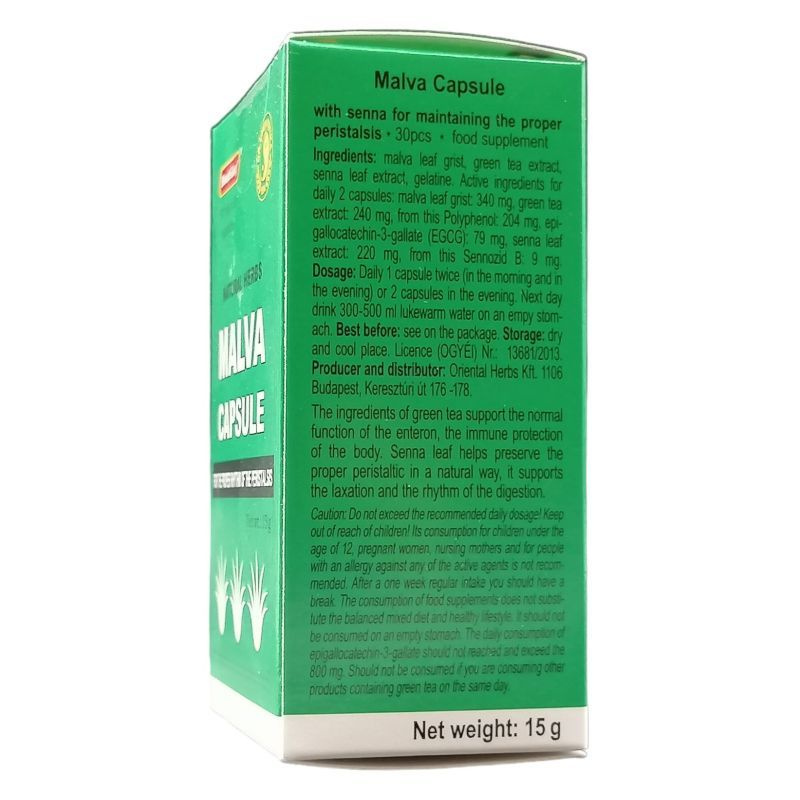 Malva Capsule
with senna for maintaining the proper
peristalsis • 30pcs • food supplement
Ingredients: malva leaf grist, green tea extract,
senna leaf extract, gelatine. Active ingredients for
daily 2 capsules: malva leaf grist: 340 mg, green tea
extract: 240 mg, from this Polyphenol: 204 mg, epi-
gallocatechin-3-gallate (EGCG): 79 mg, senna leaf
extract: 220 mg, from this Sennozid B: 9 mg.
Dosage: Daily 1 capsule twice (in the morning and in
the evening) or 2 capsules in the evening. Next day
drink 300-500 ml lukewarm water on an empy stom-
ach. Best before: see on the package. Storage: dry
and cool place. Licence (OGYÉI) Nr.: 13681/2013.
Producer and distributor: Oriental Herbs Kft. 1106
Budapest, Keresztúri út 176 -178.
The ingredients of green tea support the normal
function of the enteron, the immune protection
of the body. Senna leaf helps preserve the
proper peristaltic in a natural way, it supports
the laxation and the rhythm of the digestion.
Caution: Do not exceed the recommended daily dosage! Keep
out of reach of children! Its consumption for children under the
age of 12, pregnant women, nursing mothers and for people
with an allergy against any of the active agents is not recom-
mended. After a one week regular intake you should have a
break. The consumption of food supplements does not substi-
tute the balanced mixed diet and healthy lifestyle. It should not
be consumed on an empty stomach. The daily consumption of
epigallocatechin-3-gallate should not reached and exceed the
800 mg. Should not be consumed if you are consuming other
products containing green tea on the same day.
Net weight: 15 g
NATURAL HERBS
MALVA
CAPSULE